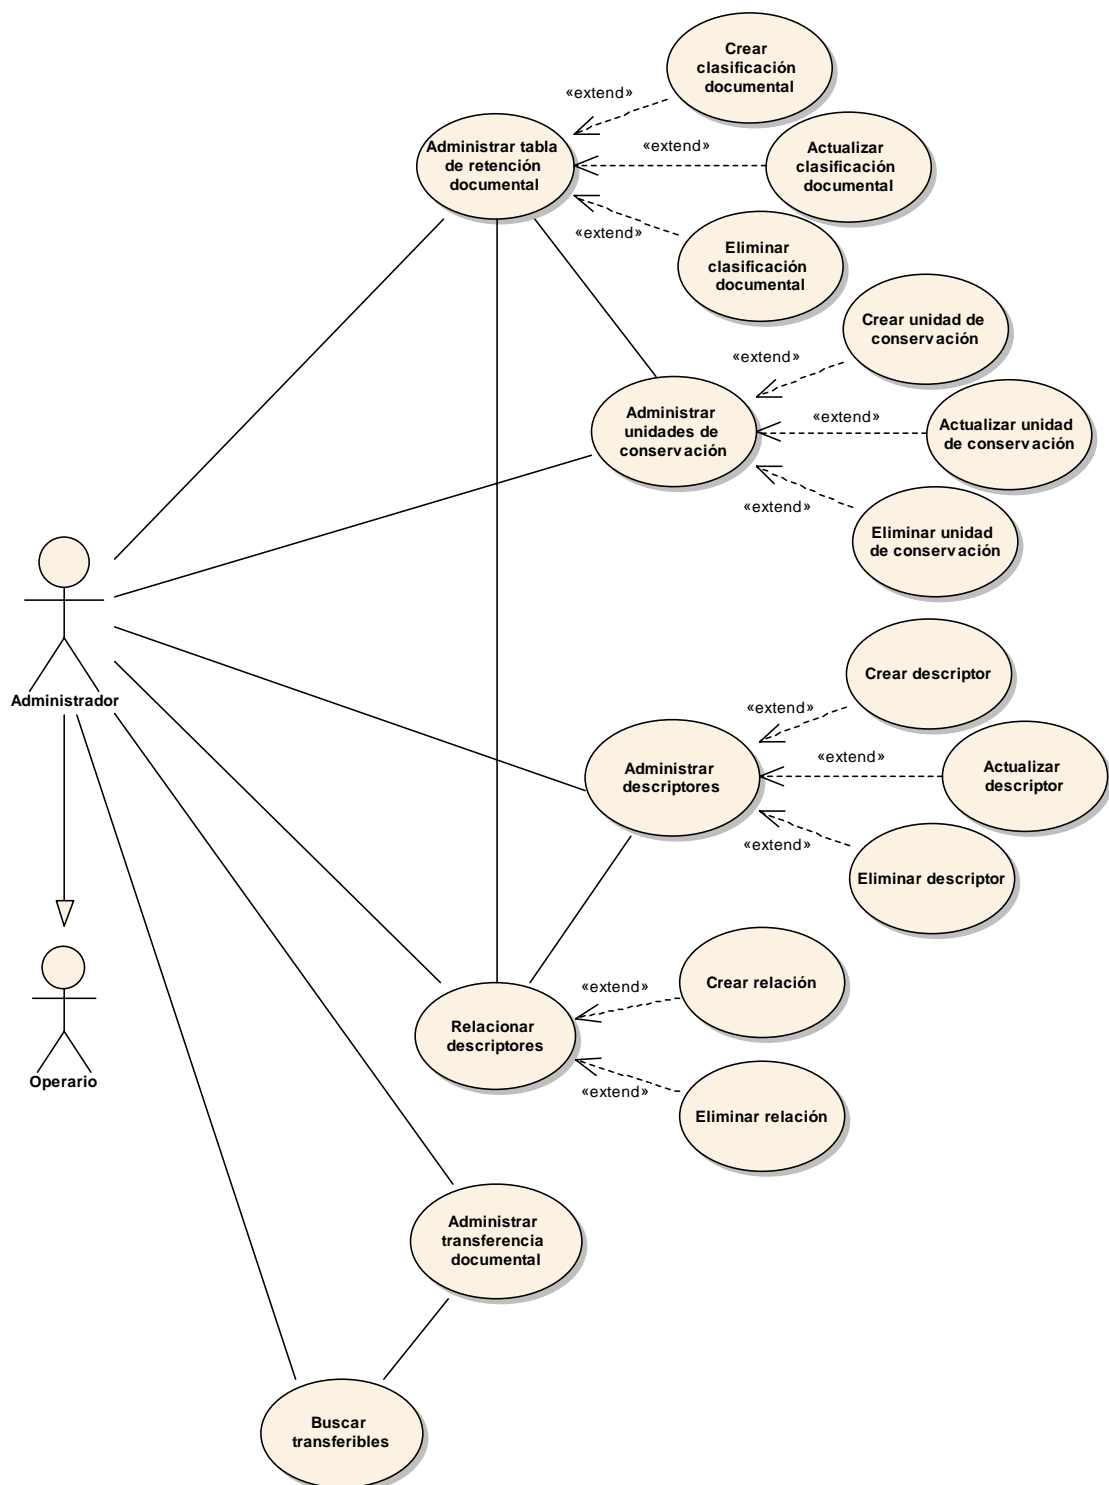 Crear
clasificación
documental
«extend»
Administrar tabla
de retención
documental
«extend»
Actualizar
clasificación
documental
«extend»
Eliminar
clasificación
documental
Crear unidad de
conservación
«extend»
Administrar
unidades de
conservación
«extend»
Actualizar unidad
de conservación
«extend»
Eliminar unidad
de conservación
Administrador
Crear descriptor
«extend»
Administrar
descriptores
«extend»
Actualizar
descriptor
«extend»
Eliminar descriptor
Operario
Relacionar
descriptores
«extend»
Crear relación
«extend»
Eliminar relación
Administrar
transferencia
documental
Buscar
transferibles